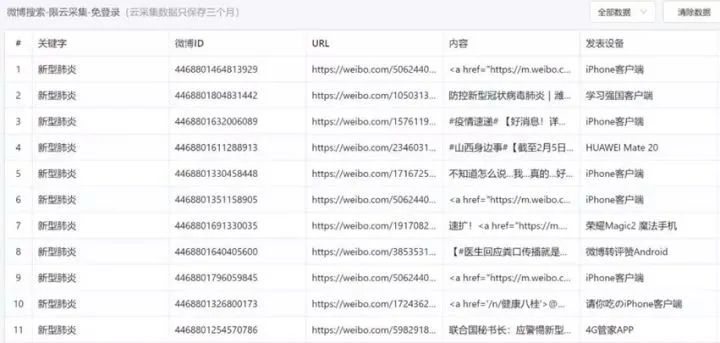 微博搜索-限云采集-免登录（云采集数据只保存三个月） 全部数据 清除数据
# 关键字 微博ID URL 内容 发表设备
1 新型肺炎 4468801464813929 https://weibo.com/5062440... <a href="https://m.weibo.c... iPhone客户端
2 新型肺炎 4468801804831442 https://weibo.com/1050313... 防控新型冠状病毒肺炎 | 潍... 学习强国客户端
3 新型肺炎 4468801632006089 https://weibo.com/1576119... #疫情速递# 【好消息！详... iPhone客户端
4 新型肺炎 4468801611288913 https://weibo.com/2346031... #山西身边事#【截至2月5日... HUAWEI Mate 20
5 新型肺炎 4468801330458448 https://weibo.com/1716725... 不知道怎么说...我...真的...好... iPhone客户端
6 新型肺炎 4468801351158905 https://weibo.com/5062440... <a href="https://m.weibo.c... iPhone客户端
7 新型肺炎 4468801691330035 https://weibo.com/1917082... 速扩！<a href="https://m.... 荣耀Magic2 魔法手机
8 新型肺炎 4468801640405600 https://weibo.com/3853531... 【#医生回应粪口传播就是... 微博转评赞Android
9 新型肺炎 4468801796059845 https://weibo.com/5062440... <a href="https://m.weibo.c... iPhone客户端
10 新型肺炎 4468801326800173 https://weibo.com/1724362... <a href='/n/健康八桂'>@... 请你吃のiPhone客户端
11 新型肺炎 4468801254570786 https://weibo.com/5982918... 联合国秘书长：应警惕新型... 4G管家APP